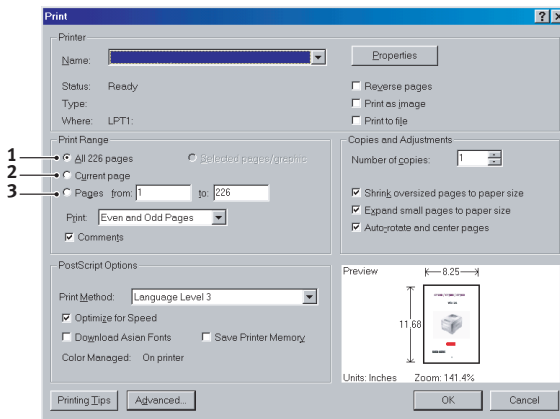 Print
Printer
Name:
Properties
Status: Ready
Reverse pages
Type:
Print as image
Where: LPT1:
Print to file
Print Range
1 All 226 pages
Selected pages/graphic
2 Current page
3 Pages from: 1 to: 226
Print: Even and Odd Pages
Comments
Copies and Adjustments
Number of copies: 1
Shrink oversized pages to paper size
Expand small pages to paper size
Auto-rotate and center pages
PostScript Options
Print Method: Language Level 3
Optimize for Speed
Download Asian Fonts
Save Printer Memory
Color Managed: On printer
Preview
8.25
11.68
Units: Inches Zoom: 141.4%
Printing Tips
Advanced...
OK
Cancel